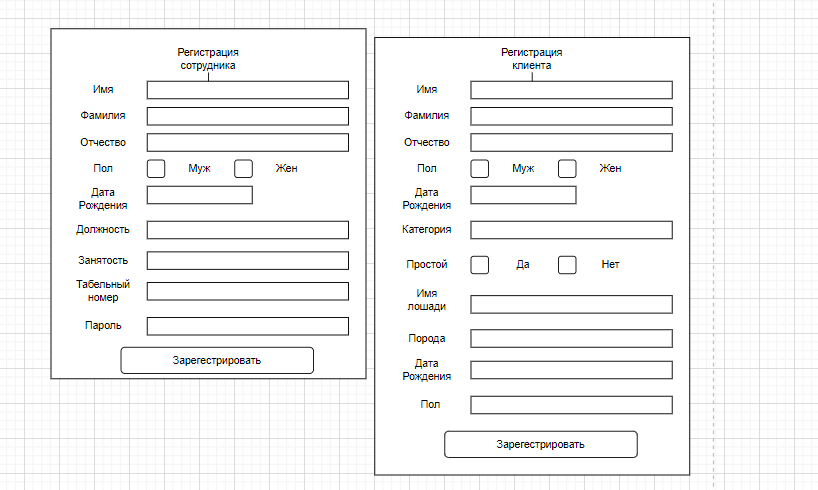 Регистрация
сотрудника
Имя
Фамилия
Отчество
Пол Муж Жен
Дата
Рождения
Должность
Занятость
Табельный
номер
Пароль
Зарегестрировать
Регистрация
клиента
Имя
Фамилия
Отчество
Пол Муж Жен
Дата
Рождения
Категория
Простой Да Нет
Имя
лошади
Порода
Дата
Рождения
Пол
Зарегестрировать